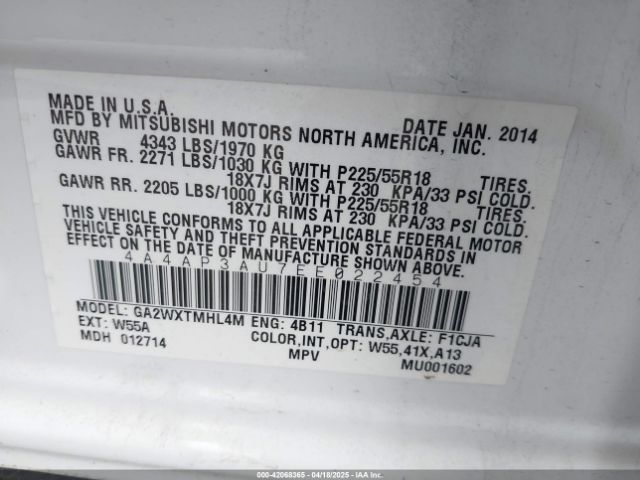 MADE IN U.S.A. DATE JAN. 2014
MFD BY MITSUBISHI MOTORS NORTH AMERICA, INC.
GVWR 4343 LBS/1970 KG
GAWR FR. 2271 LBS/1030 KG WITH P225/55R18 TIRES.
18X7J RIMS AT 230 KPA/33 PSI COLD.
GAWR RR. 2205 LBS/1000 KG WITH P225/55R18 TIRES.
18X7J RIMS AT 230 KPA/33 PSI COLD.
THIS VEHICLE CONFORMS TO ALL APPLICABLE FEDERAL MOTOR
VEHICLE SAFETY AND THEFT PREVENTION STANDARDS IN
EFFECT ON THE DATE OF MANUFACTURE SHOWN ABOVE.
4A4AP3AU7EE022454
MODEL: GA2WXTMHL4M ENG: 4B11 TRANS,AXLE: F1CJA
EXT: W55A COLOR,INT,OPT: W55,41X,A13
MDH 012714 MPV MU001602
000-42068365 - 04/18/2025 - IAA Inc.